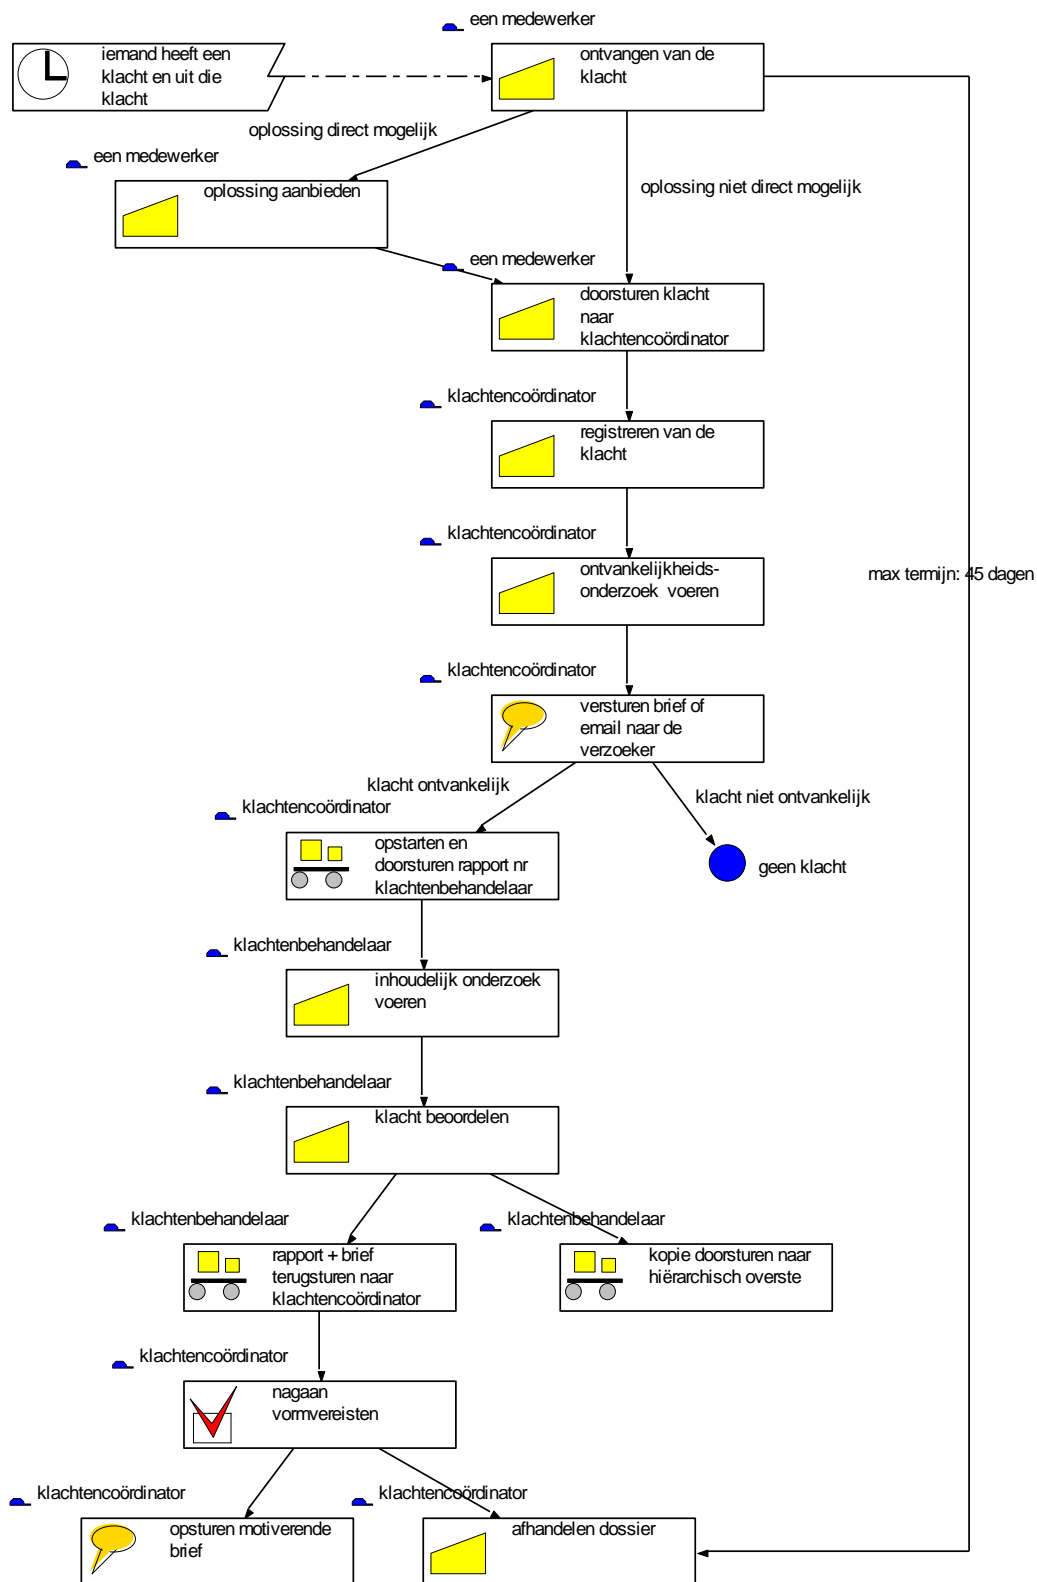 een medewerker
iemand heeft een
klacht en uit die
klacht
ontvangen van de
klacht
oplossing direct mogelijk
een medewerker
oplossing aanbieden
oplossing niet direct mogelijk
een medewerker
doorsturen klacht
naar
klachtencoördinator
klachtencoördinator
registreren van de
klacht
klachtencoördinator
ontvankelijkheids-
onderzoek voeren
max termijn: 45 dagen
klachtencoördinator
versturen brief of
email naar de
verzoeker
klacht ontvankelijk
klacht niet ontvankelijk
klachtencoördinator
opstarten en
doorsturen rapport nr
klachtenbehandelaar
geen klacht
klachtenbehandelaar
inhoudelijk onderzoek
voeren
klachtenbehandelaar
klacht beoordelen
klachtenbehandelaar
klachtenbehandelaar
rapport + brief
terugsturen naar
klachtencoördinator
kopie doorsturen naar
hiërarchisch overste
klachtencoördinator
nagaan
vormvereisten
klachtencoördinator
klachtencoördinator
opsturen motiverende
brief
afhandelen dossier